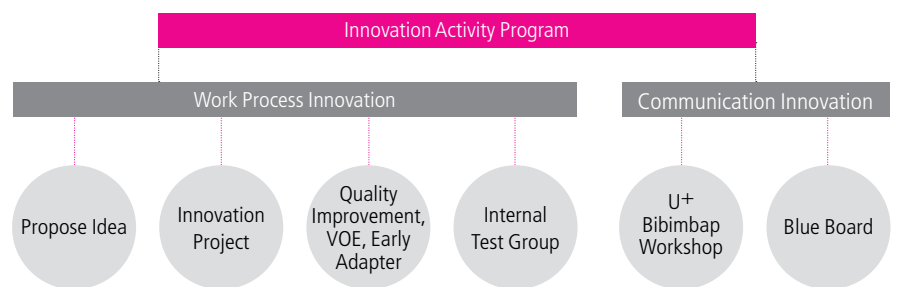 Innovation Activity Program
Work Process Innovation
Communication Innovation
Propose Idea
Innovation
Project
Quality
Improvement,
VOE, Early
Adapter
Internal
Test Group
U+
Bibimbap
Workshop
Blue Board